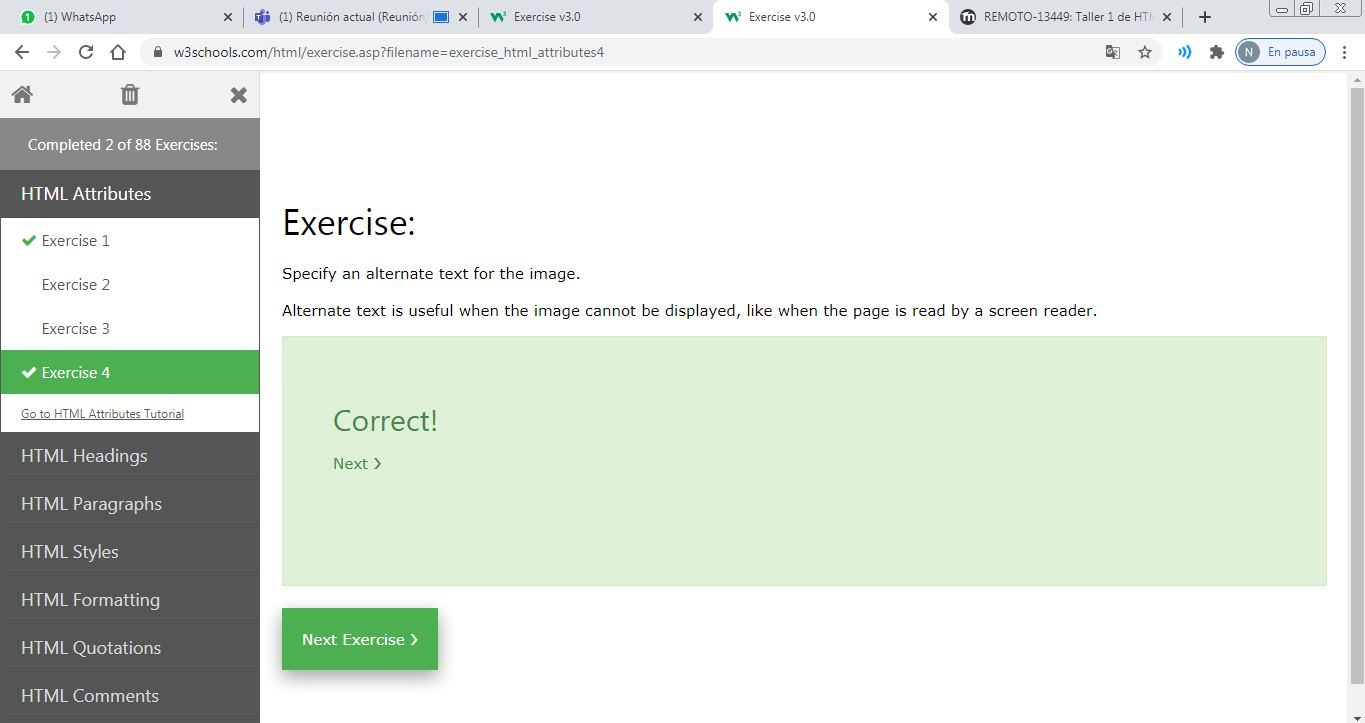 (1) WhatsApp
(1) Reunión actual (Reunión
Exercise v3.0
Exercise v3.0
REMOTO-13449: Taller 1 de HTM
w3schools.com/html/exercise.asp?filename=exercise_html_attributes4
N En pausa
Completed 2 of 88 Exercises:
HTML Attributes
Exercise 1
Exercise 2
Exercise 3
Exercise 4
Go to HTML Attributes Tutorial
HTML Headings
HTML Paragraphs
HTML Styles
HTML Formatting
HTML Quotations
HTML Comments
Exercise:
Specify an alternate text for the image.
Alternate text is useful when the image cannot be displayed, like when the page is read by a screen reader.
Correct!
Next ❯
Next Exercise ❯